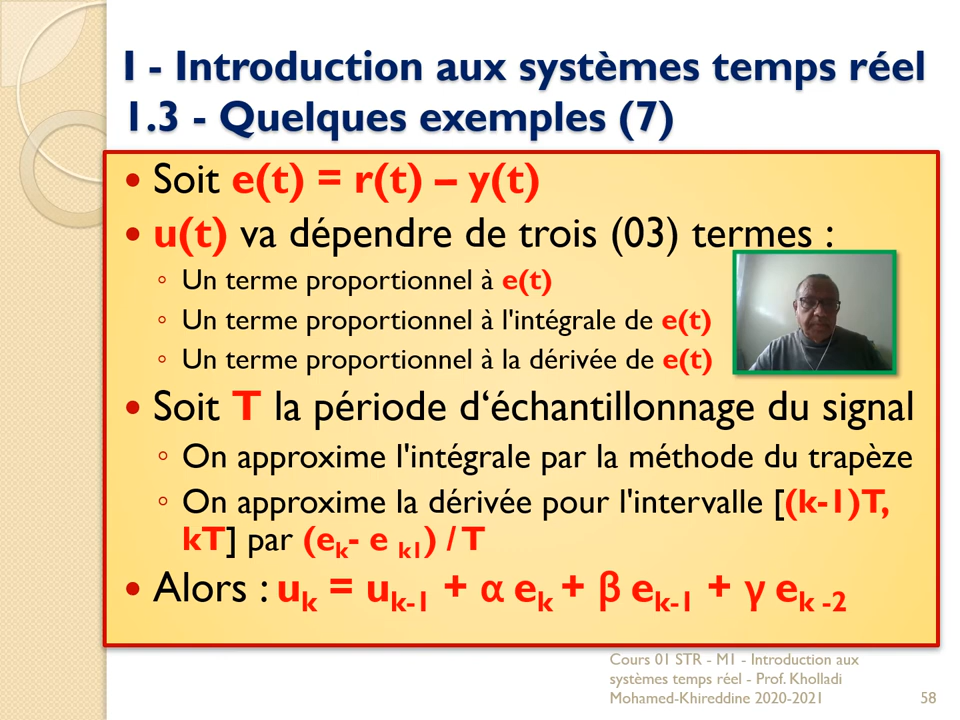 I - Introduction aux systèmes temps réel
1.3 - Quelques exemples (7)
• Soit e(t) = r(t) – y(t)
• u(t) va dépendre de trois (03) termes :
◦ Un terme proportionnel à e(t)
◦ Un terme proportionnel à l'intégrale de e(t)
◦ Un terme proportionnel à la dérivée de e(t)
• Soit T la période d‘échantillonnage du signal
◦ On approxime l'intégrale par la méthode du trapèze
◦ On approxime la dérivée pour l'intervalle [(k-1)T,
kT] par (ek- e k1) / T
• Alors : uk = uk-1 + α ek + β ek-1 + γ ek -2
Cours 01 STR - M1 - Introduction aux
systèmes temps réel - Prof. Kholladi
Mohamed-Khireddine 2020-2021
58